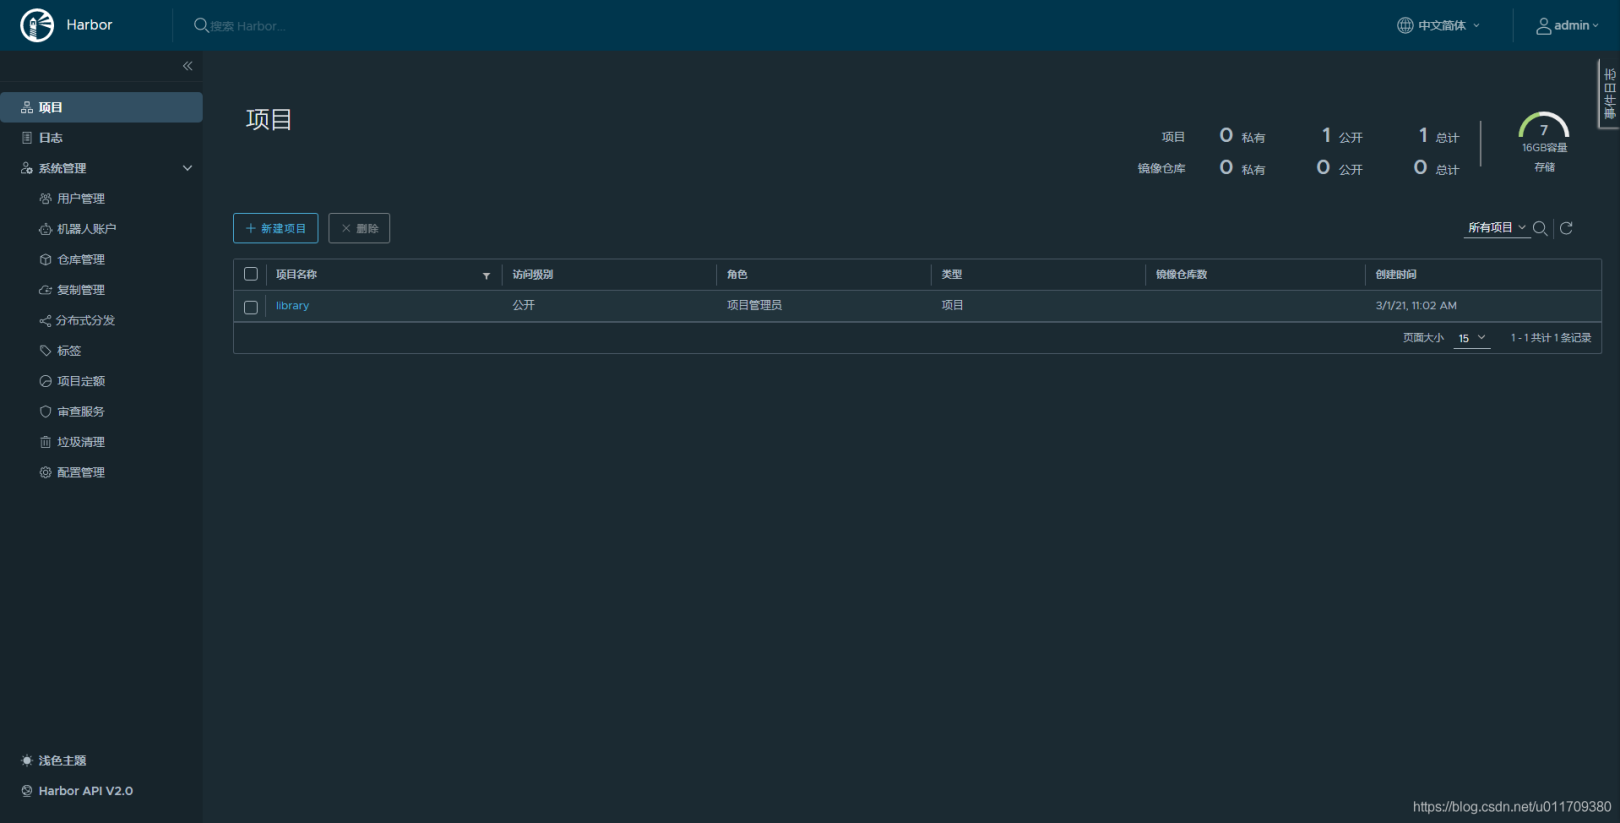 Harbor
搜索 Harbor...
中文简体
admin
事件日志
项目
日志
系统管理
用户管理
机器人账户
仓库管理
复制管理
分布式分发
标签
项目定额
审查服务
垃圾清理
配置管理
浅色主题
Harbor API V2.0
项目
项目 0 私有 1 公开 1 总计
镜像仓库 0 私有 0 公开 0 总计
7
16GB容量
存储
新建项目 删除
所有项目
项目名称 访问级别 角色 类型 镜像仓库数 创建时间
library 公开 项目管理员 项目 3/1/21, 11:02 AM
页面大小 15 1 - 1 共计 1 条记录
https://blog.csdn.net/u011709380